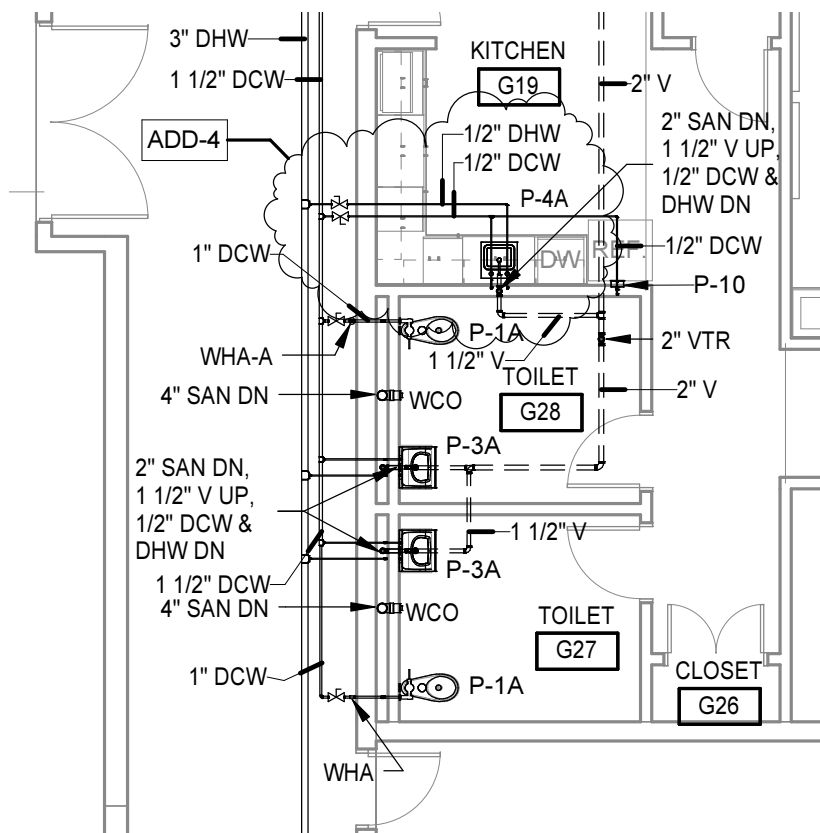 3" DHW
1 1/2" DCW
ADD-4
KITCHEN
G19
2" V
1/2" DHW
1/2" DCW
2" SAN DN,
1 1/2" V UP,
1/2" DCW &
DHW DN
P-4A
1" DCW
DW
REF.
1/2" DCW
P-10
P-1A
WHA-A
1 1/2" V
2" VTR
4" SAN DN
WCO
TOILET
G28
2" V
P-3A
2" SAN DN,
1 1/2" V UP,
1/2" DCW &
DHW DN
1 1/2" V
1 1/2" DCW
P-3A
4" SAN DN
WCO
TOILET
G27
1" DCW
P-1A
CLOSET
G26
WHA